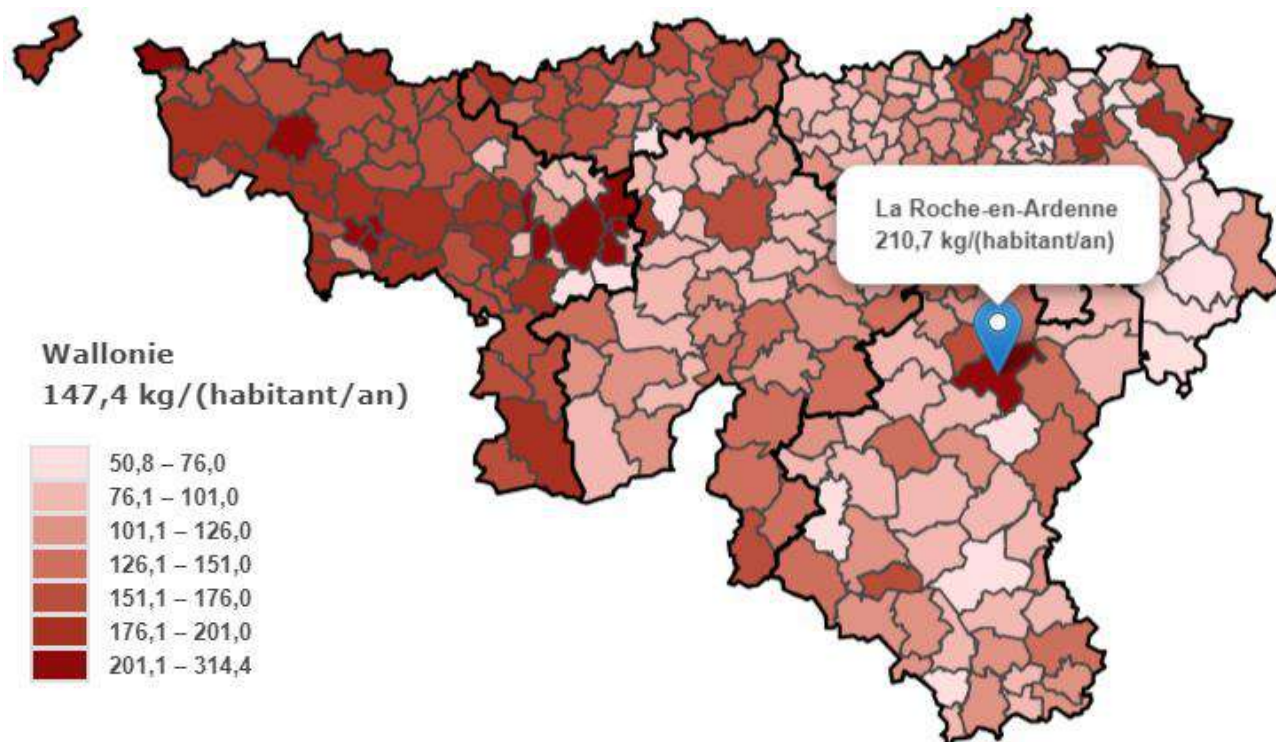 La Roche-en-Ardenne
210,7 kg/(habitant/an)
Wallonie
147,4 kg/(habitant/an)
50,8 – 76,0
76,1 – 101,0
101,1 – 126,0
126,1 – 151,0
151,1 – 176,0
176,1 – 201,0
201,1 – 314,4